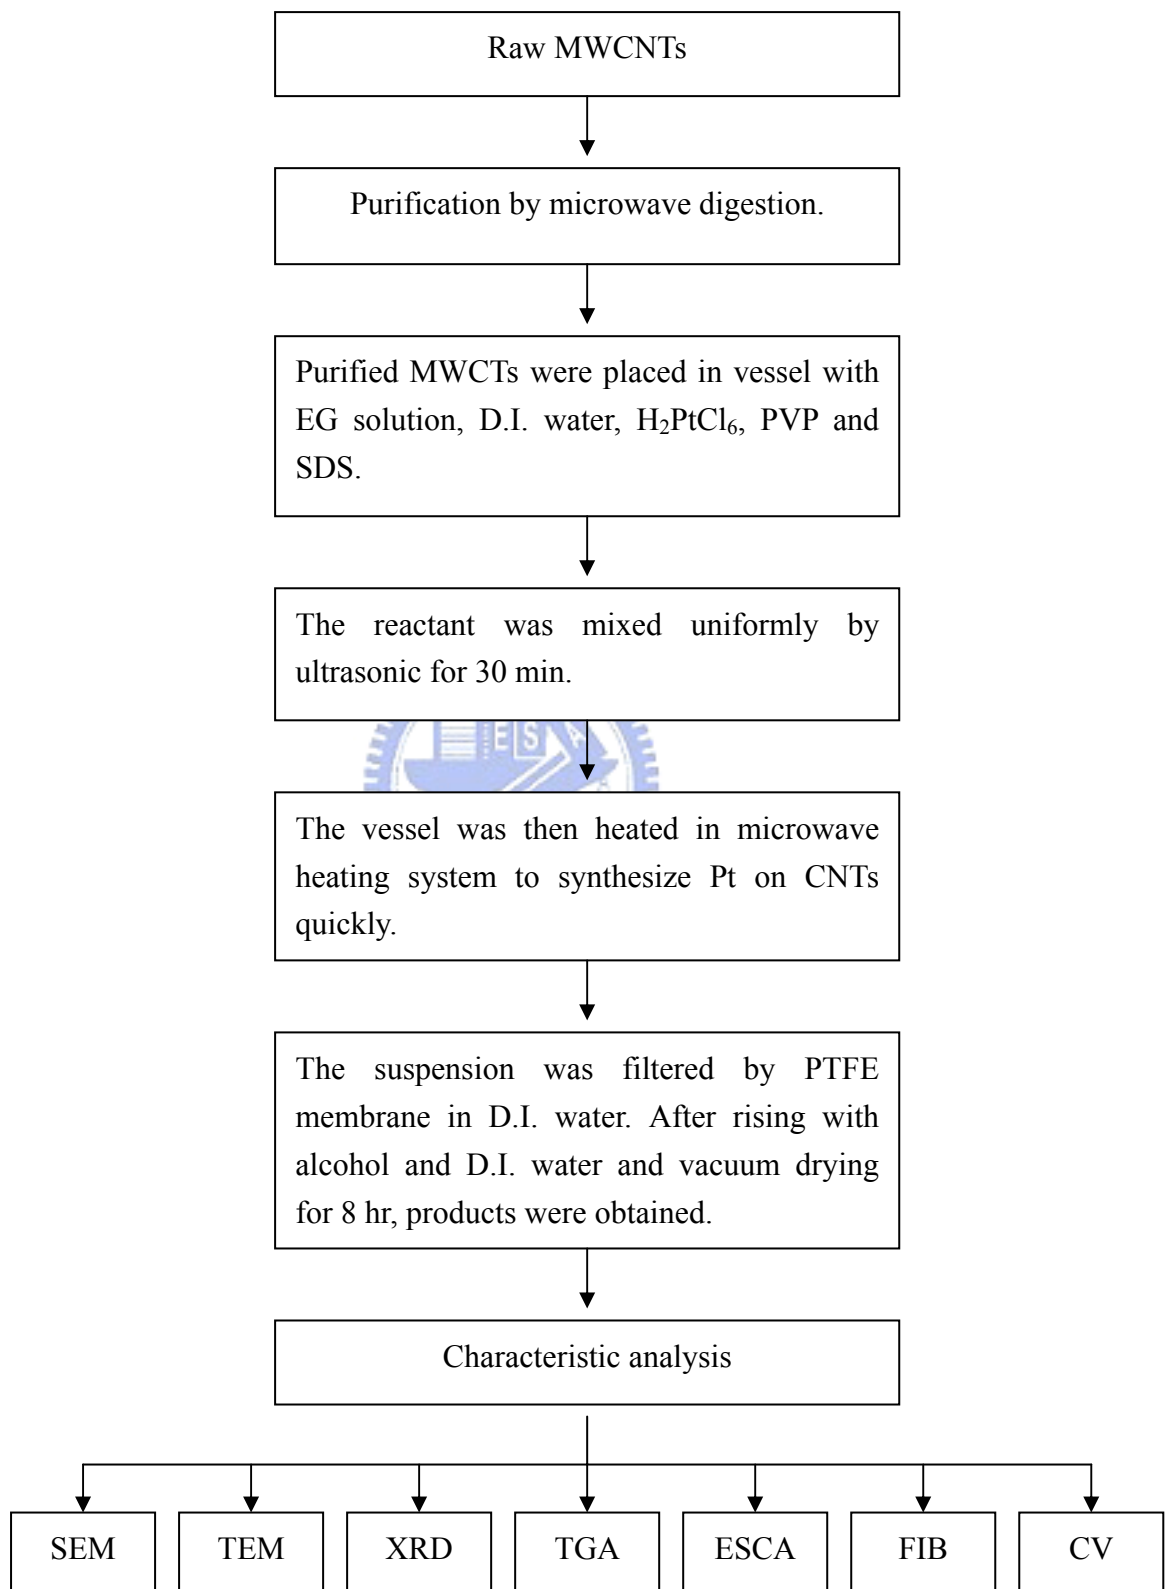 Raw MWCNTs
Purification by microwave digestion.
Purified MWCTs were placed in vessel with
EG solution, D.I. water, H₂PtCl₆, PVP and
SDS.
The reactant was mixed uniformly by
ultrasonic for 30 min.
E S A
The vessel was then heated in microwave
heating system to synthesize Pt on CNTs
quickly.
The suspension was filtered by PTFE
membrane in D.I. water. After rising with
alcohol and D.I. water and vacuum drying
for 8 hr, products were obtained.
Characteristic analysis
SEM TEM XRD TGA ESCA FIB CV